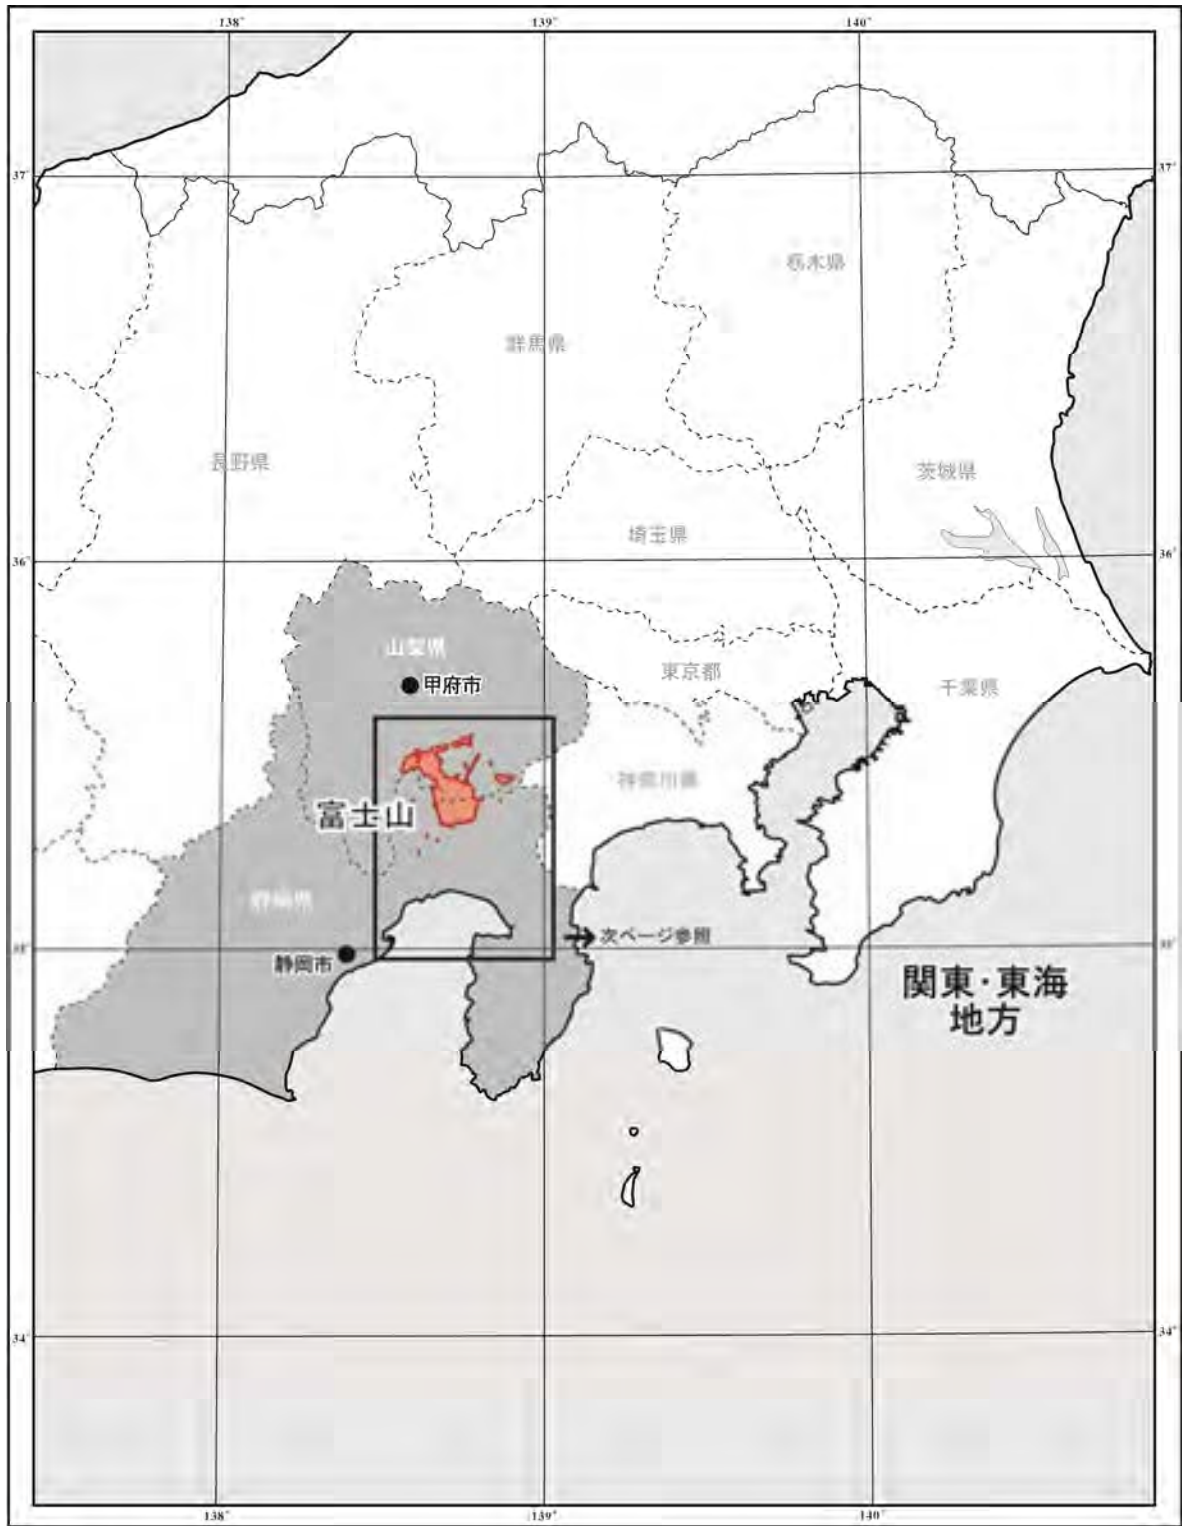 138°
139°
140°
37°
37°
栃木県
群馬県
長野県
茨城県
埼玉県
36°
36°
山梨県
東京都
甲府市
千葉県
神奈川県
富士山
静岡県
次ページ参照
35°
35°
静岡市
関東・東海
地方
34°
34°
138°
139°
140°